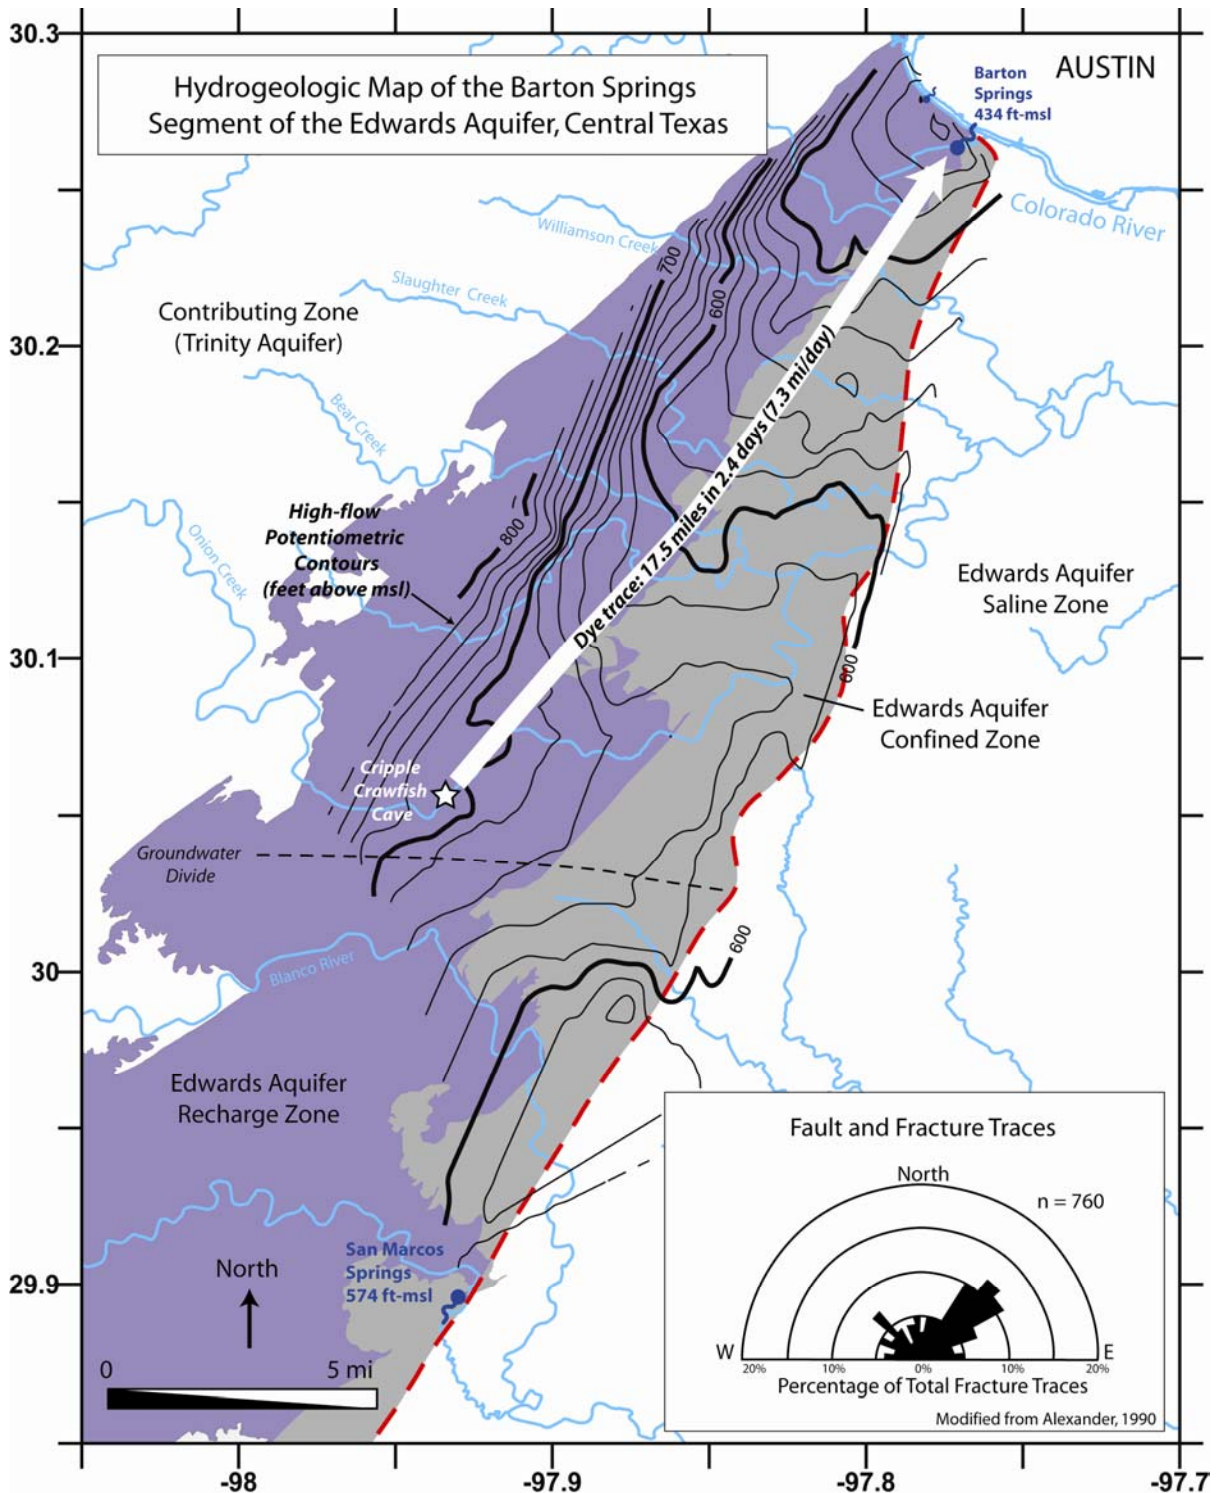 30.3
Hydrogeologic Map of the Barton Springs
Segment of the Edwards Aquifer, Central Texas
Barton
Springs
434 ft-msl
AUSTIN
Colorado River
Williamson Creek
700
600
Slaughter Creek
Contributing Zone
(Trinity Aquifer)
30.2
Bear Creek
Dye trace: 17.5 miles in 2.4 days (7.3 mi/day)
High-flow
Potentiometric
Contours
(feet above msl)
800
Onion Creek
Edwards Aquifer
Saline Zone
30.1
600
Edwards Aquifer
Confined Zone
Cripple
Crawfish
Cave
Groundwater
Divide
600
Blanco River
30
Edwards Aquifer
Recharge Zone
San Marcos
Springs
574 ft-msl
29.9
North
0 5 mi
Fault and Fracture Traces
North
n = 760
W E
20% 10% 0% 10% 20%
Percentage of Total Fracture Traces
Modified from Alexander, 1990
-98 -97.9 -97.8 -97.7